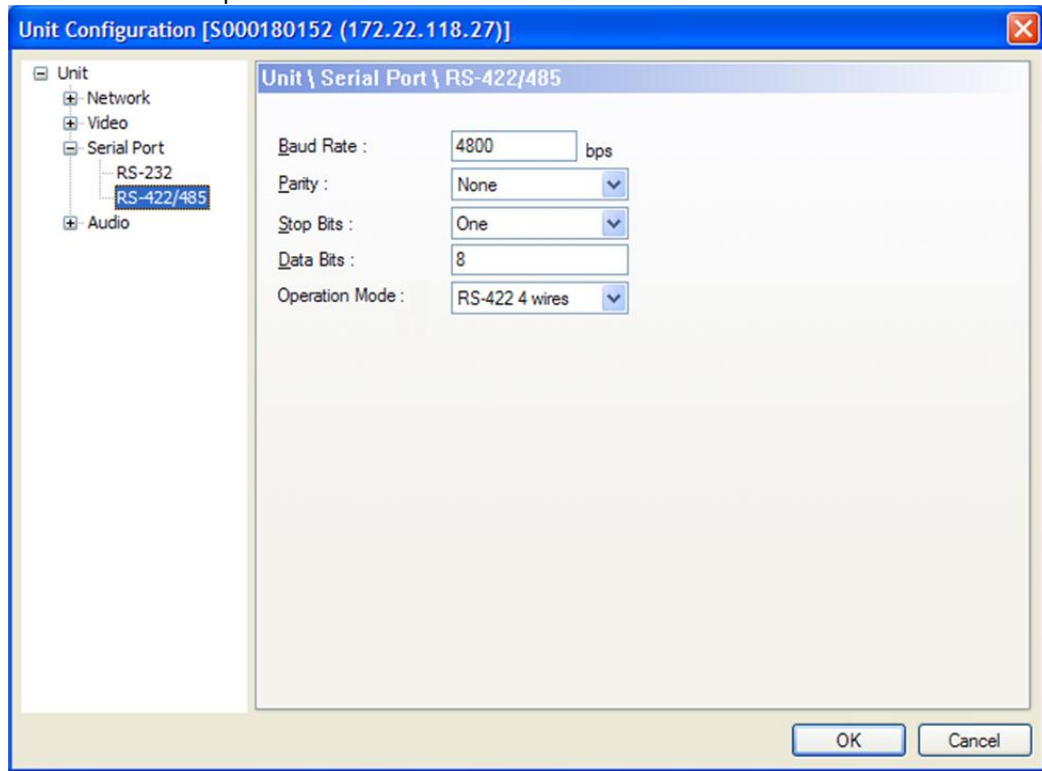 Unit Configuration [S000180152 (172.22.118.27)]
Unit
Network
Video
Serial Port
RS-232
RS-422/485
Audio
Unit \ Serial Port \ RS-422/485
Baud Rate : 4800 bps
Parity : None
Stop Bits : One
Data Bits : 8
Operation Mode : RS-422 4 wires
OK Cancel